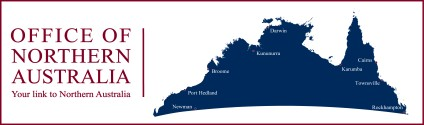 OFFICE OF
NORTHERN
AUSTRALIA
Your link to Northern Australia
Darwin
Kununurra
Broome
Cairns
Karumba
Townsville
Port Hedland
Newman
Rockhampton